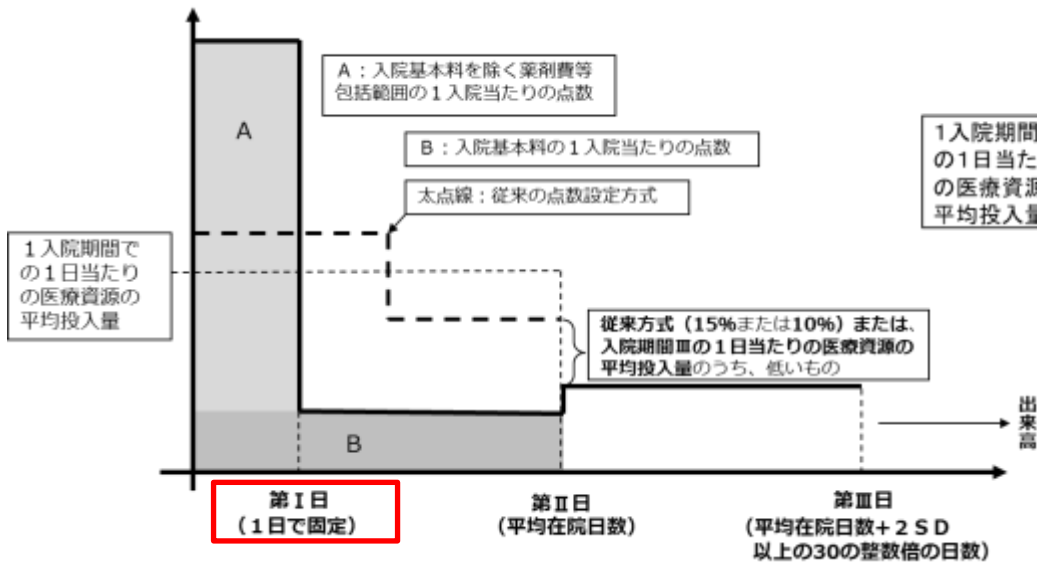 A：入院基本料を除く薬剤費等
包括範囲の１入院当たりの点数
A
B：入院基本料の１入院当たりの点数
太点線：従来の点数設定方式
1入院期間
の1日当た
の医療資源
平均投入量
１入院期間で
の１日当たり
の医療資源の
平均投入量
従来方式（15%または10%）または、
入院期間Ⅲの１日当たりの医療資源の
平均投入量のうち、低いもの
出来高
B
第Ⅰ日
（１日で固定）
第Ⅱ日
(平均在院日数)
第Ⅲ日
(平均在院日数+２ＳＤ
以上の30の整数倍の日数)